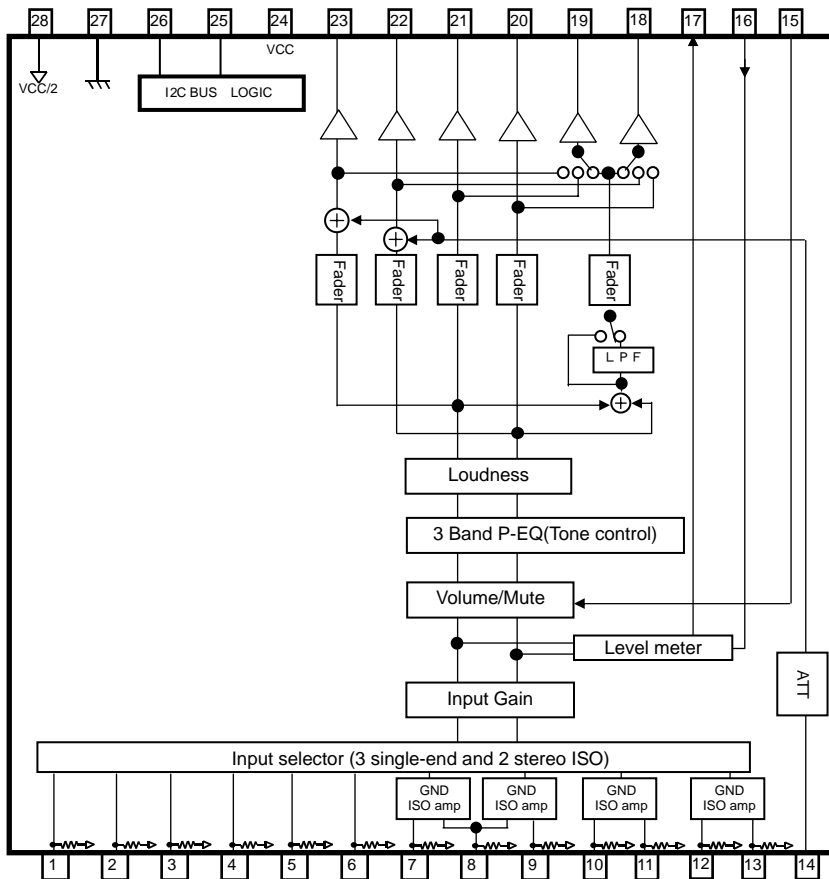 28 27 26 25 24 23 22 21 20 19 18 17 16 15
VCC
VCC/2
I2C BUS LOGIC
Fader Fader Fader Fader Fader
L P F
Loudness
3 Band P-EQ(Tone control)
Volume/Mute
Level meter
ATT
Input Gain
Input selector (3 single-end and 2 stereo ISO)
GND GND GND GND
ISO amp ISO amp ISO amp ISO amp
1 2 3 4 5 6 7 8 9 10 11 12 13 14